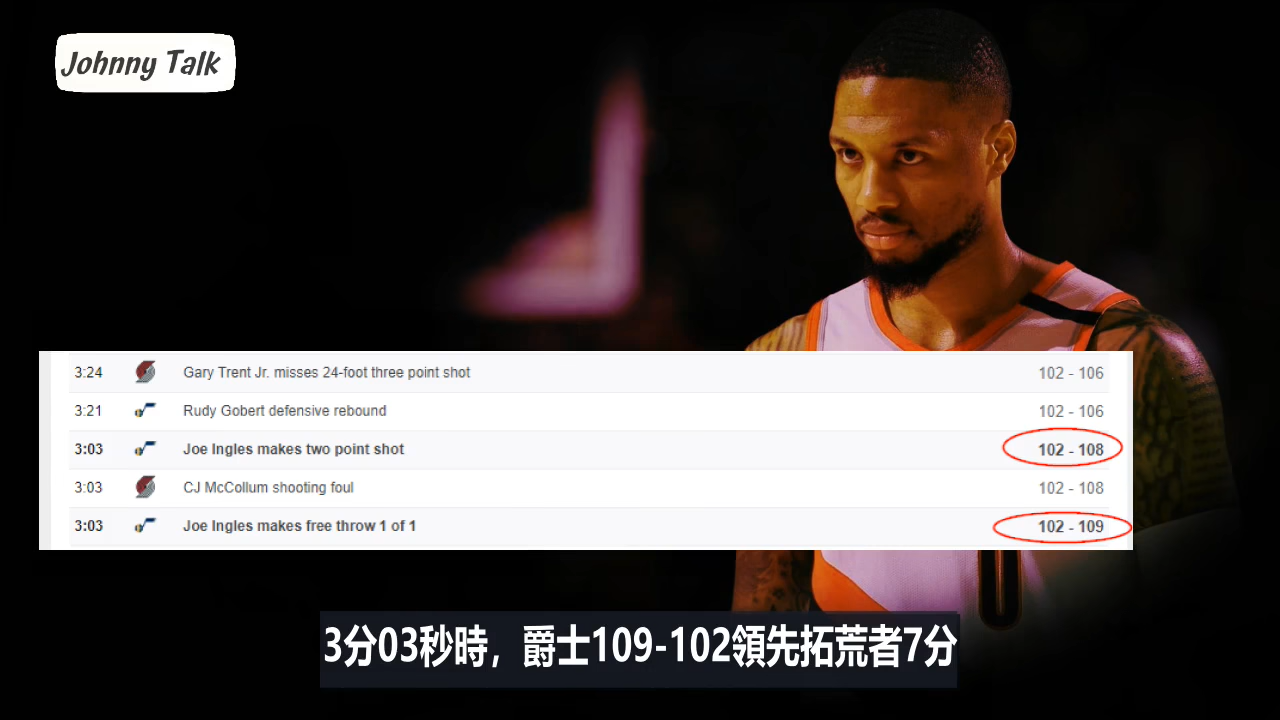 Johnny Talk
3:24 Gary Trent Jr. misses 24-foot three point shot 102 - 106
3:21 Rudy Gobert defensive rebound 102 - 106
3:03 Joe Ingles makes two point shot 102 - 108
3:03 CJ McCollum shooting foul 102 - 108
3:03 Joe Ingles makes free throw 1 of 1 102 - 109
0
3分03秒時，爵士109-102領先拓荒者7分